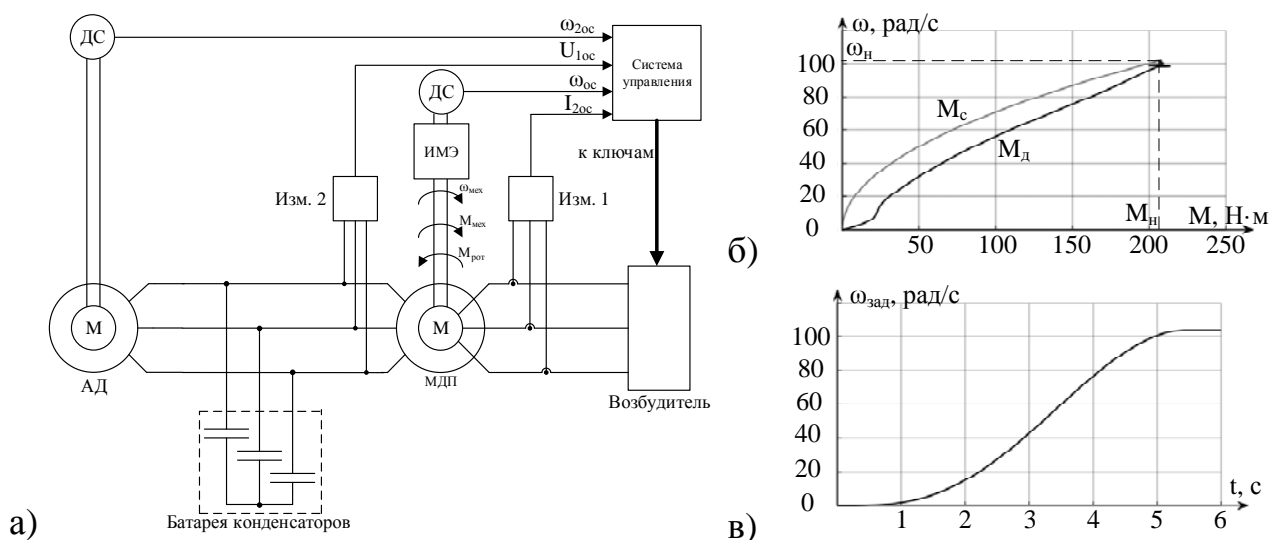 ДС
ω2ос
U1ос
ωос
I2ос
Система
управления
ДС
ИМЭ
к ключам
Изм. 2
Изм. 1
ωмех
Ммех
Мрот
М
АД
М
МДП
Возбудитель
Батарея конденсаторов
а)
ω, рад/с
ωн
100
80
60
40
20
0
Мс
Мд
Мн
М, Н·м
50
100
150
200
250
б)
ωзад, рад/с
100
80
60
40
20
0
t, с
1
2
3
4
5
6
в)